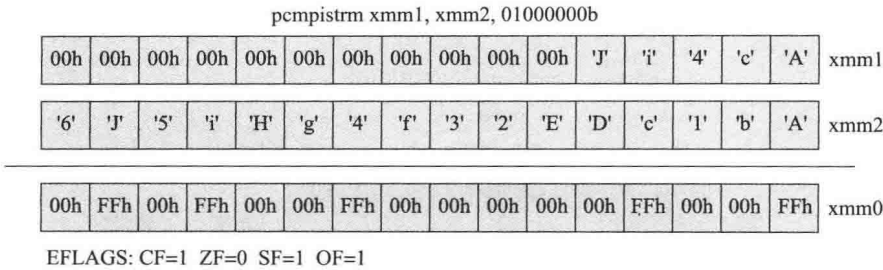 pcmpistrm xmm1, xmm2, 01000000b
00h 00h 00h 00h 00h 00h 00h 00h 00h 00h 00h 'J' 'i' '4' 'c' 'A' xmm1
'6' 'J' '5' 'i' 'H' 'g' '4' 'f' '3' '2' 'E' 'D' 'c' '1' 'b' 'A' xmm2
00h FFh 00h FFh 00h 00h FFh 00h 00h 00h 00h 00h FFh 00h 00h FFh xmm0
EFLAGS: CF=1 ZF=0 SF=1 OF=1